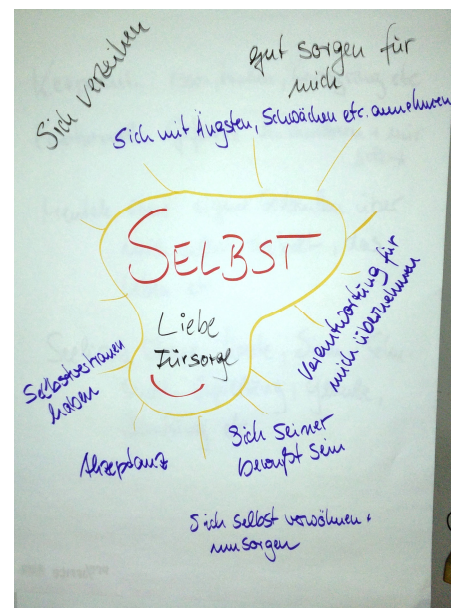 Sich verzeihen
gut sorgen für
mich
Sich mit Ängsten, Schwächen etc. annehmen
SELBST
Liebe
Fürsorge
Verantwortung für
mich übernehmen
Selbstvertrauen
haben
Akzeptanz
Sich Seiner
bewußt sein
Sich selbst verwöhnen +
umsorgen